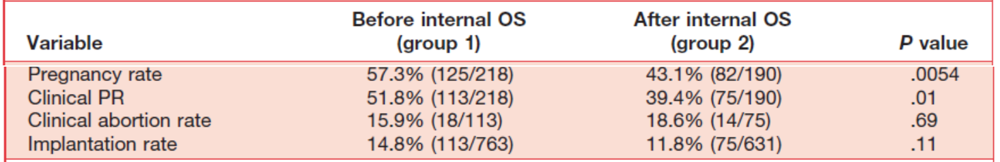 Before internal OS After internal OS
Variable (group 1) (group 2) P value
Pregnancy rate 57.3% (125/218) 43.1% (82/190) .0054
Clinical PR 51.8% (113/218) 39.4% (75/190) .01
Clinical abortion rate 15.9% (18/113) 18.6% (14/75) .69
Implantation rate 14.8% (113/763) 11.8% (75/631) .11